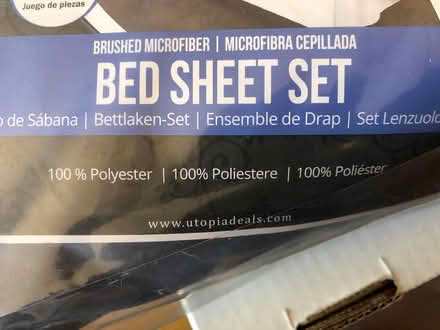 Juego de piezas
BRUSHED MICROFIBER | MICROFIBRA CEPILLADA
BED SHEET SET
de Sábana | Bettlaken-Set | Ensemble de Drap | Set Lenzuolo
100 % Polyester | 100% Poliestere | 100% Poliéster
www.utopiadeals.com